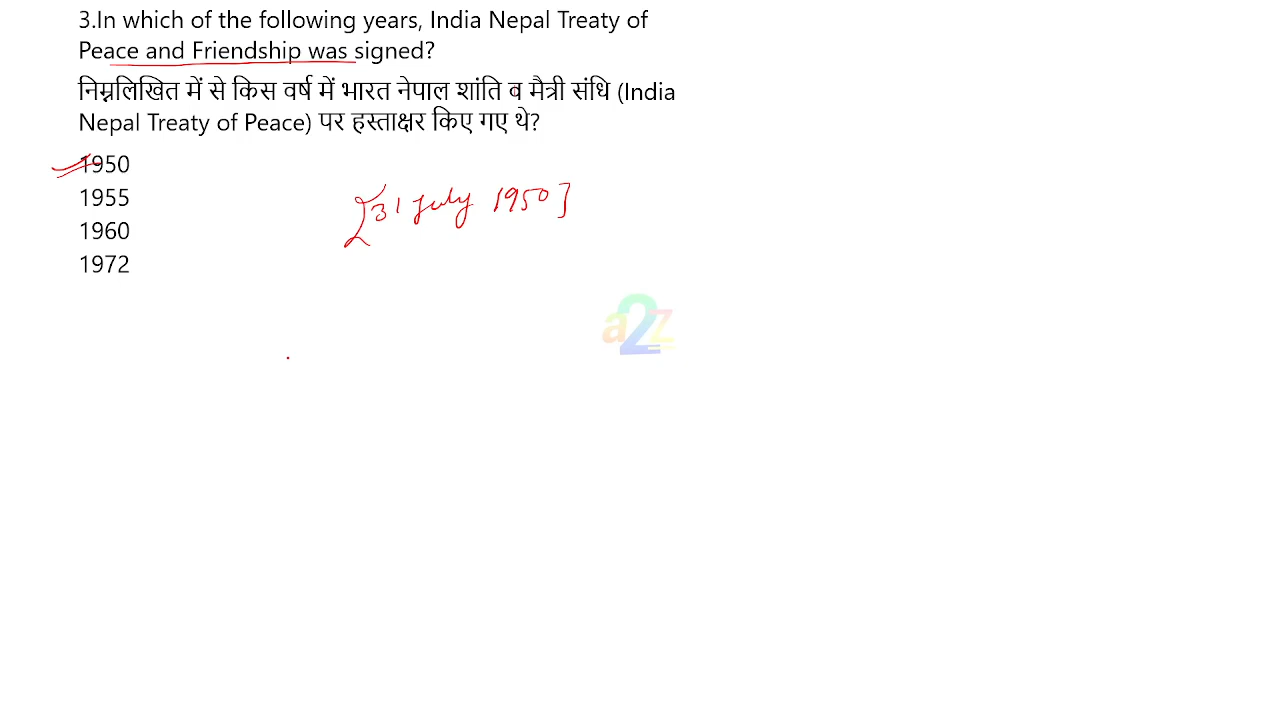 3.In which of the following years, India Nepal Treaty of
Peace and Friendship was signed?
निम्नलिखित में से किस वर्ष में भारत नेपाल शांति व मैत्री संधि (India
Nepal Treaty of Peace) पर हस्ताक्षर किए गए थे?
1950
1955
[31 july 1950]
1960
1972
a2z